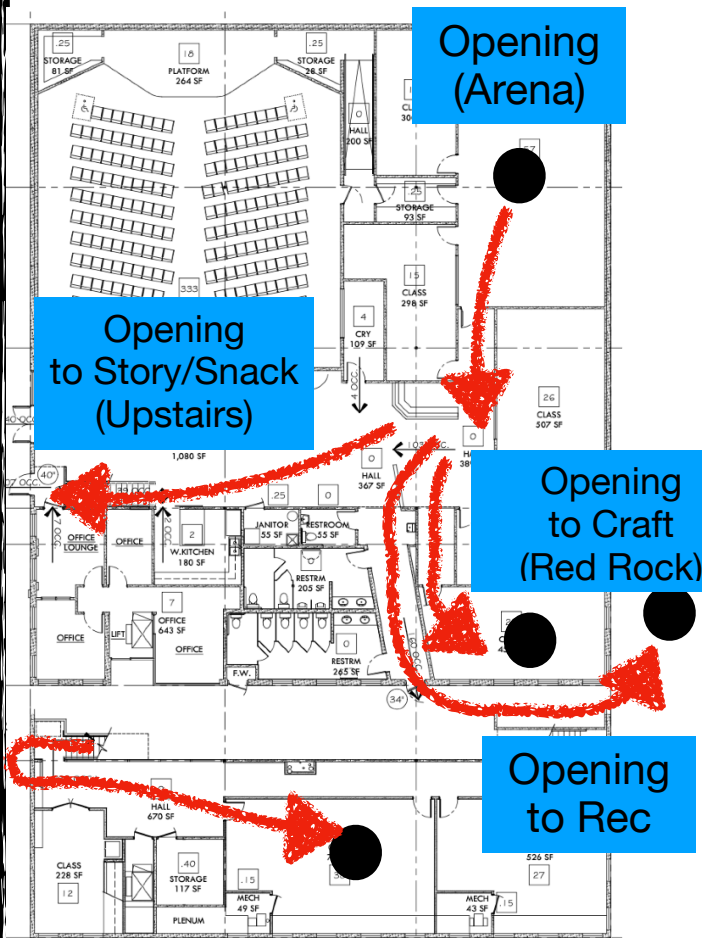 .25
STORAGE
81 SF
18
PLATFORM
264 SF
.25
STORAGE
28 SF
Opening
(Arena)
0
HALL
200 SF
.25
STORAGE
93 SF
333
15
CLASS
298 SF
4
CRY
109 SF
4 OCC.
Opening
to Story/Snack
(Upstairs)
1,080 SF
26
CLASS
507 SF
0
0
HALL
367 SF
40"
Opening
to Craft
(Red Rock)
.25
0
JANITOR
55 SF
RESTROOM
55 SF
OFFICE
LOUNGE
OFFICE
2
W.KITCHEN
180 SF
RESTRM
205 SF
7
OFFICE
643 SF
OFFICE
OFFICE
LIFT
0
RESTRM
265 SF
F.W.
34"
Opening
to Rec
HALL
670 SF
CLASS
228 SF
12
.40
STORAGE
117 SF
PLENUM
.15
MECH
49 SF
526 SF
27
MECH
43 SF
.15